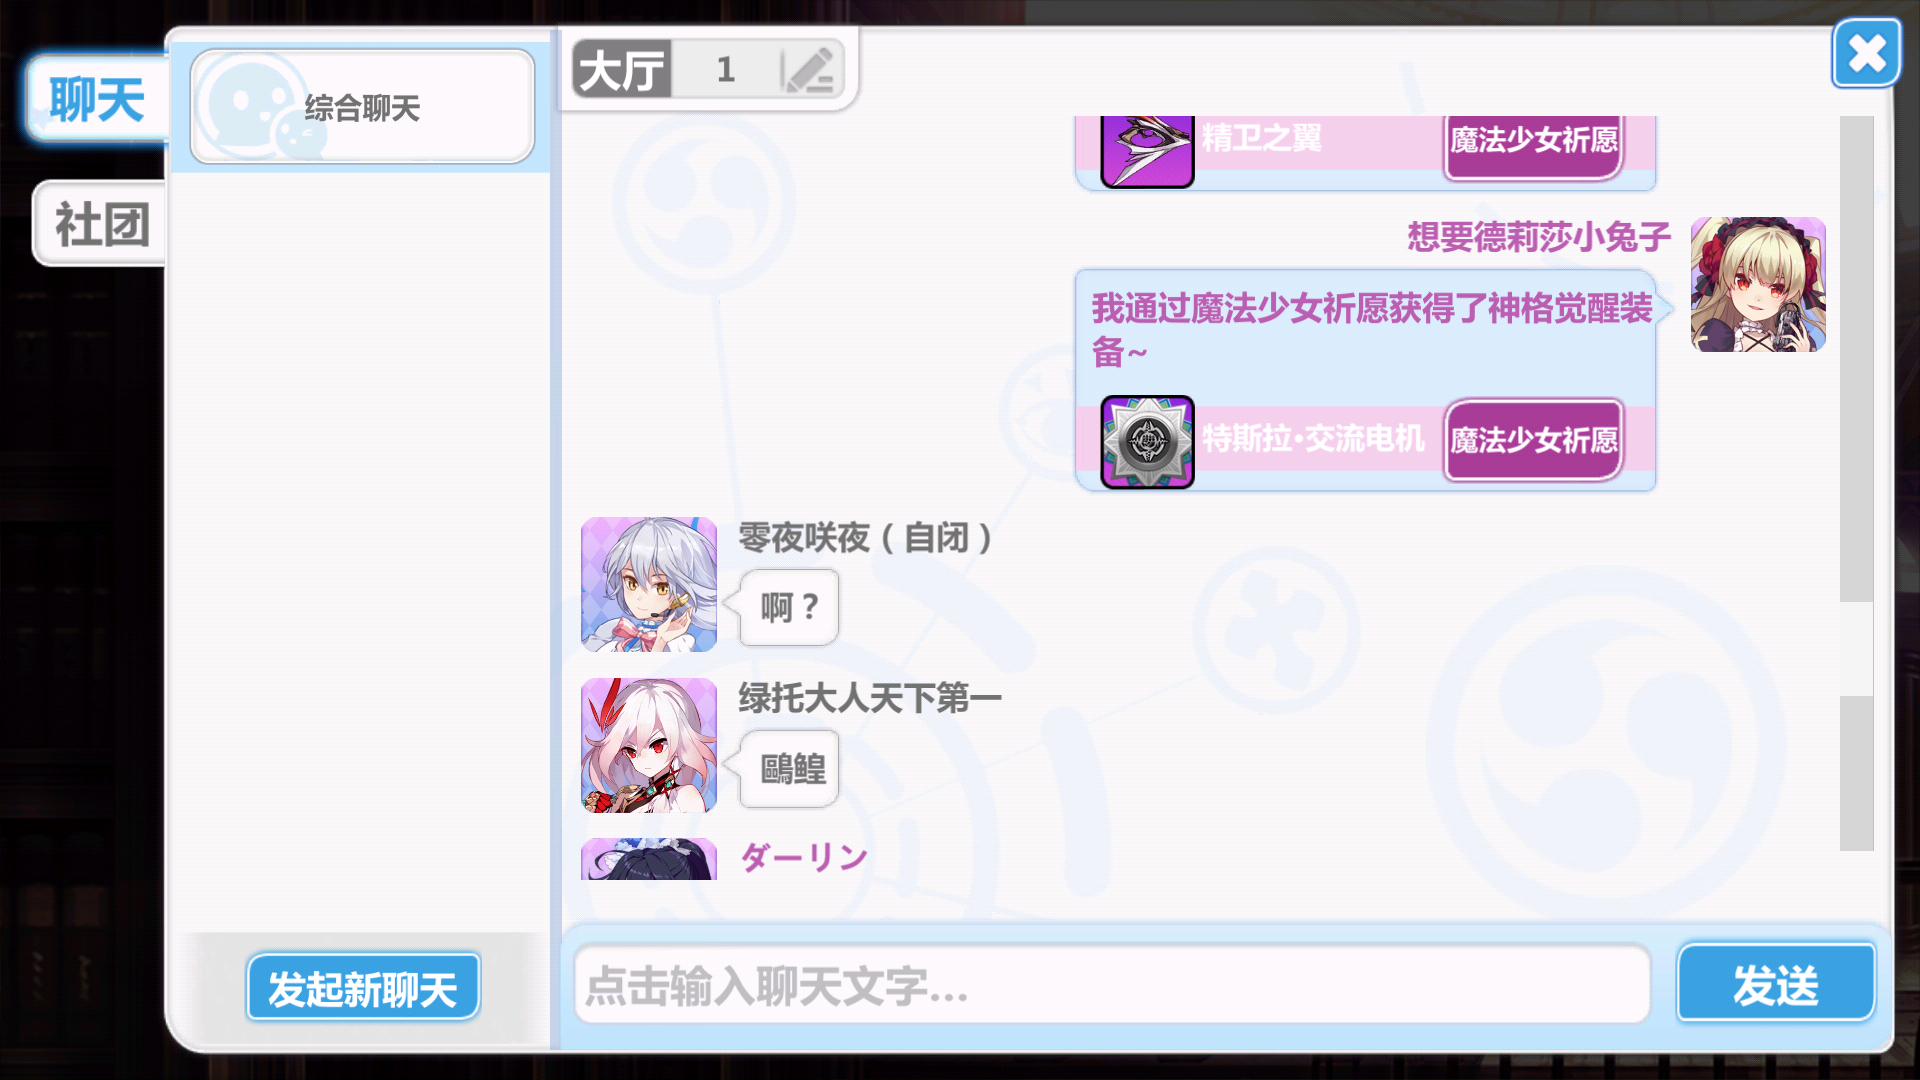 聊天
社团
综合聊天
大厅 1
精卫之翼 魔法少女祈愿
想要德莉莎小兔子
我通过魔法少女祈愿获得了神格觉醒装
备~
特斯拉·交流电机 魔法少女祈愿
零夜咲夜（自闭）
啊？
绿托大人天下第一
鷗鰉
ダーリン
发起新聊天
点击输入聊天文字...
发送